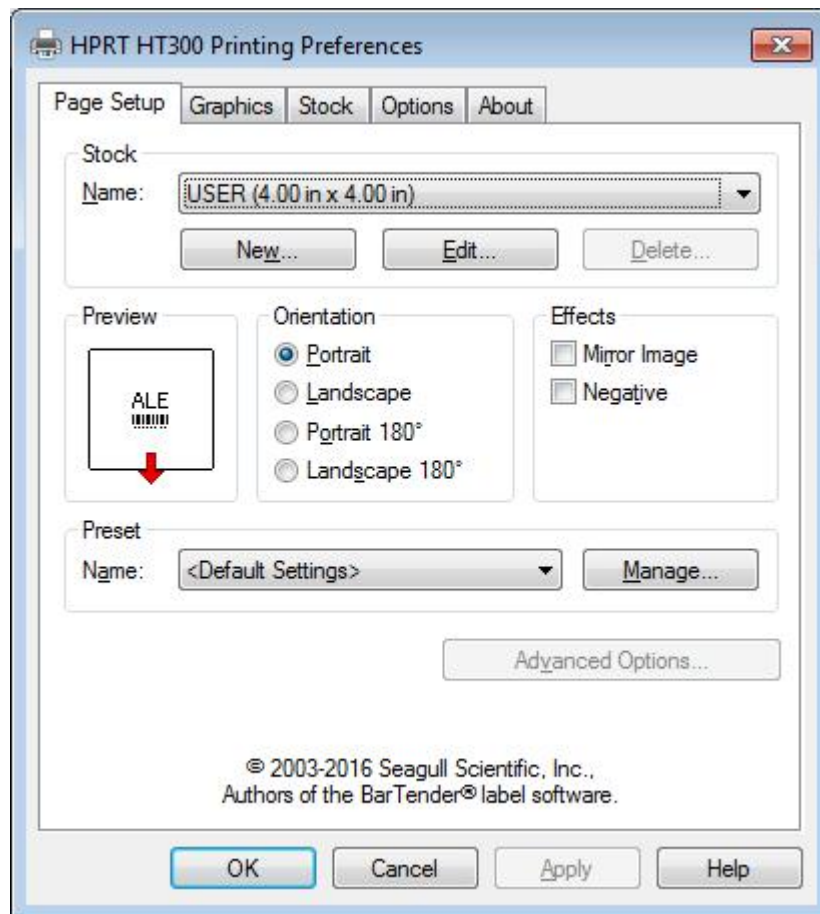 HPRT HT300 Printing Preferences
Page Setup Graphics Stock Options About
Stock
Name: USER (4.00 in x 4.00 in)
New... Edit... Delete...
Preview Orientation Effects
Portrait Mirror Image
ALE Landscape Negative
Portrait 180°
Landscape 180°
Preset
Name: <Default Settings> Manage...
Advanced Options...
© 2003-2016 Seagull Scientific, Inc.,
Authors of the BarTender® label software.
OK Cancel Apply Help